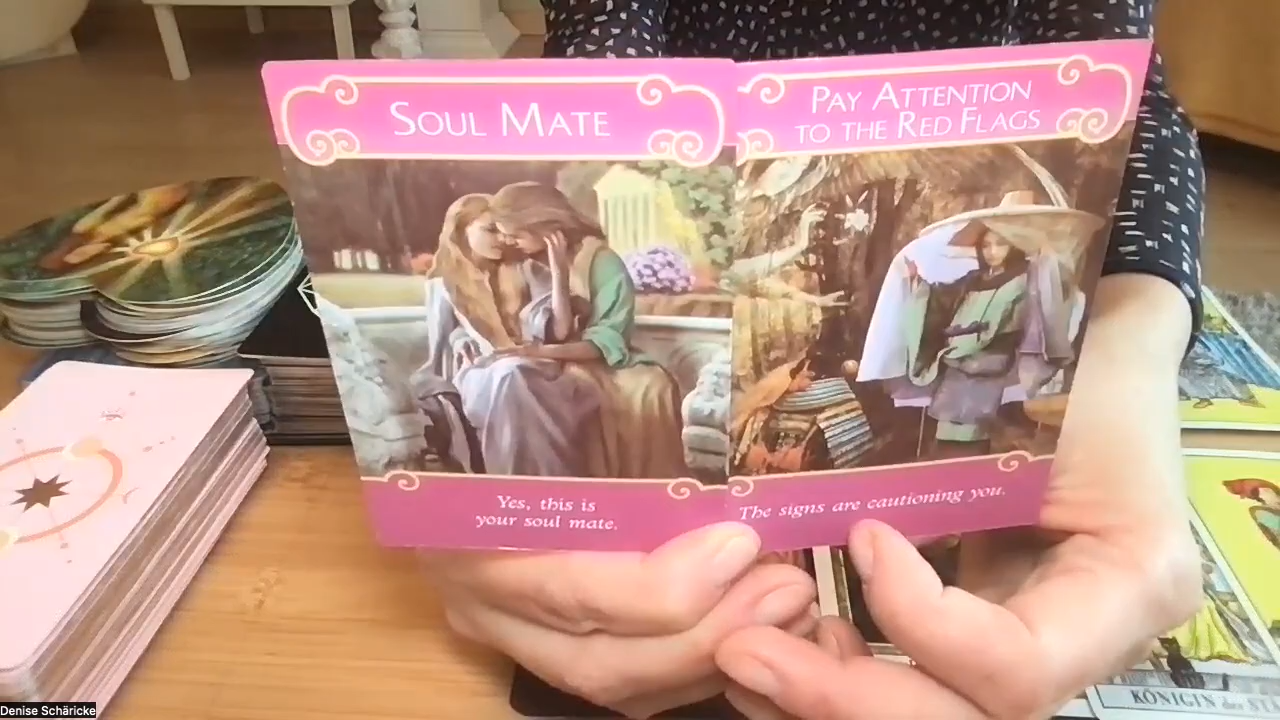 SOUL MATE
Yes, this is
your soul mate.
PAY ATTENTION
TO THE RED FLAGS
The signs are cautioning you.
KÖNIGIN der
Denise Schäricke